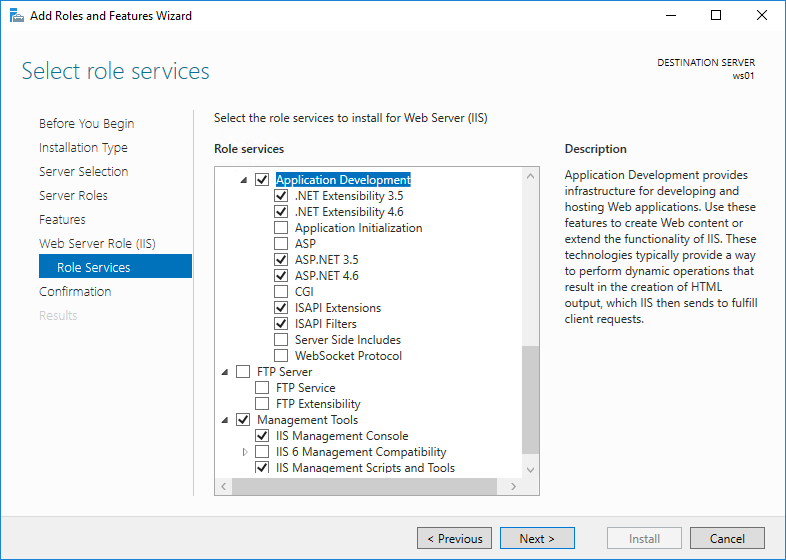 Add Roles and Features Wizard
Select role services
DESTINATION SERVER
ws01
Before You Begin
Installation Type
Server Selection
Server Roles
Features
Web Server Role (IIS)
Role Services
Confirmation
Results
Select the role services to install for Web Server (IIS)
Role services
Application Development
.NET Extensibility 3.5
.NET Extensibility 4.6
Application Initialization
ASP
ASP.NET 3.5
ASP.NET 4.6
CGI
ISAPI Extensions
ISAPI Filters
Server Side Includes
WebSocket Protocol
FTP Server
FTP Service
FTP Extensibility
Management Tools
IIS Management Console
IIS 6 Management Compatibility
IIS Management Scripts and Tools
Description
Application Development provides
infrastructure for developing and
hosting Web applications. Use these
features to create Web content or
extend the functionality of IIS. These
technologies typically provide a way
to perform dynamic operations that
result in the creation of HTML
output, which IIS then sends to fulfill
client requests.
< Previous
Next >
Install
Cancel